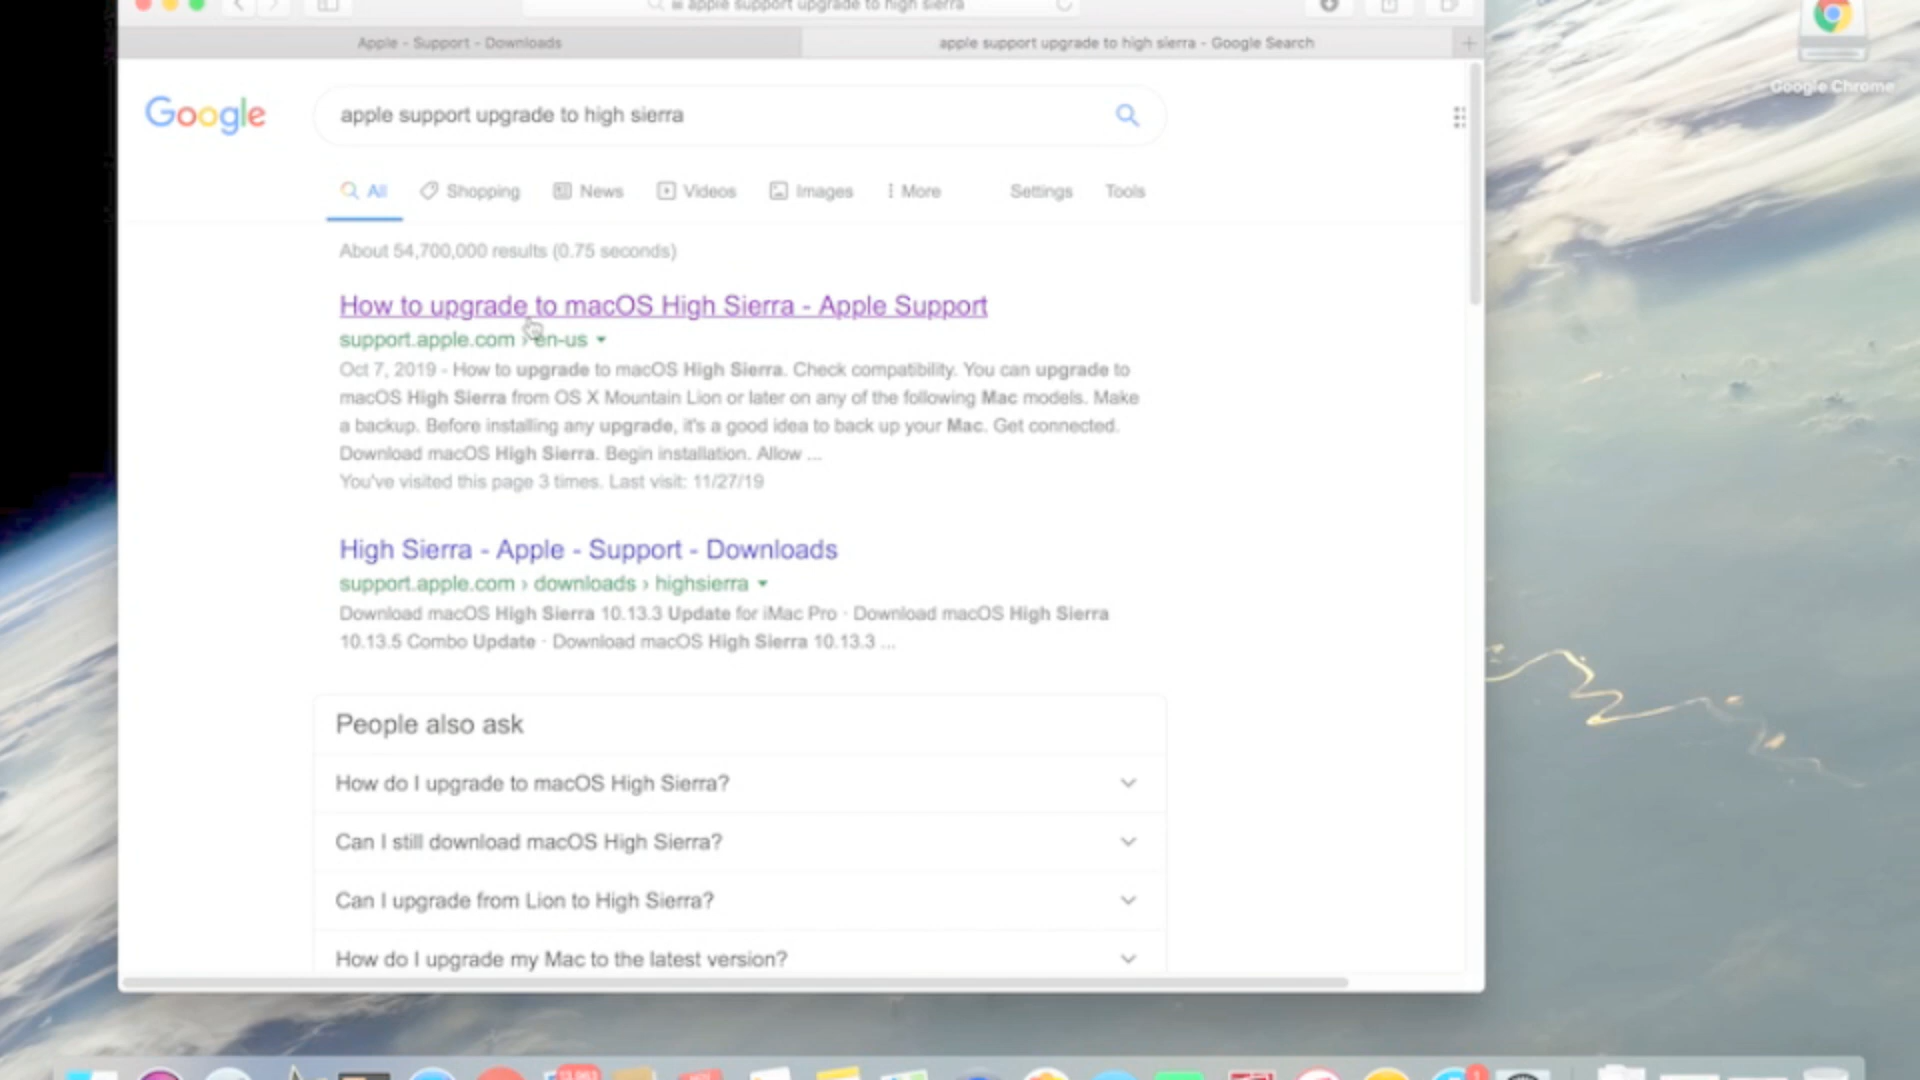 apple support upgrade to high sierra
Apple - Support - Downloads
apple support upgrade to high sierra - Google Search
Google Chrome
Google
apple support upgrade to high sierra
All
Shopping
News
Videos
Images
More
Settings
Tools
About 54,700,000 results (0.75 seconds)
How to upgrade to macOS High Sierra - Apple Support
support.apple.com › en-us
Oct 7, 2019 - How to upgrade to macOS High Sierra. Check compatibility. You can upgrade to
macOS High Sierra from OS X Mountain Lion or later on any of the following Mac models. Make
a backup. Before installing any upgrade, it's a good idea to back up your Mac. Get connected.
Download macOS High Sierra. Begin installation. Allow ...
You've visited this page 3 times. Last visit: 11/27/19
High Sierra - Apple - Support - Downloads
support.apple.com › downloads › highsierra
Download macOS High Sierra 10.13.3 Update for iMac Pro · Download macOS High Sierra
10.13.5 Combo Update · Download macOS High Sierra 10.13.3 ...
People also ask
How do I upgrade to macOS High Sierra?
Can I still download macOS High Sierra?
Can I upgrade from Lion to High Sierra?
How do I upgrade my Mac to the latest version?